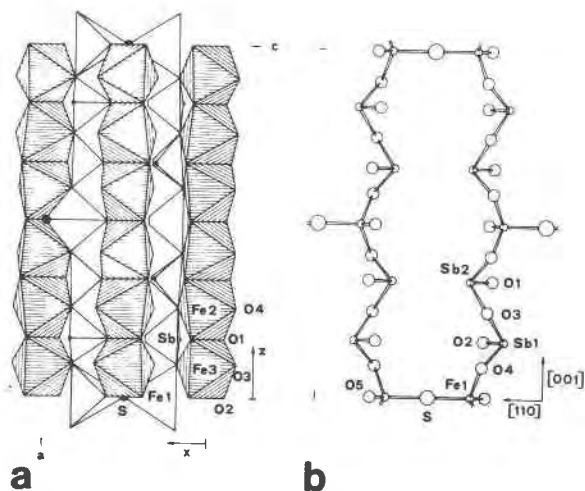 c
Fe2
O4
Sb
O1
z
Fe3
O3
Fe1
S
O2
a
x
a
Sb2
O1
O3
O2
Sb1
O4
[001]
O5
Fe1
[110]
S
b